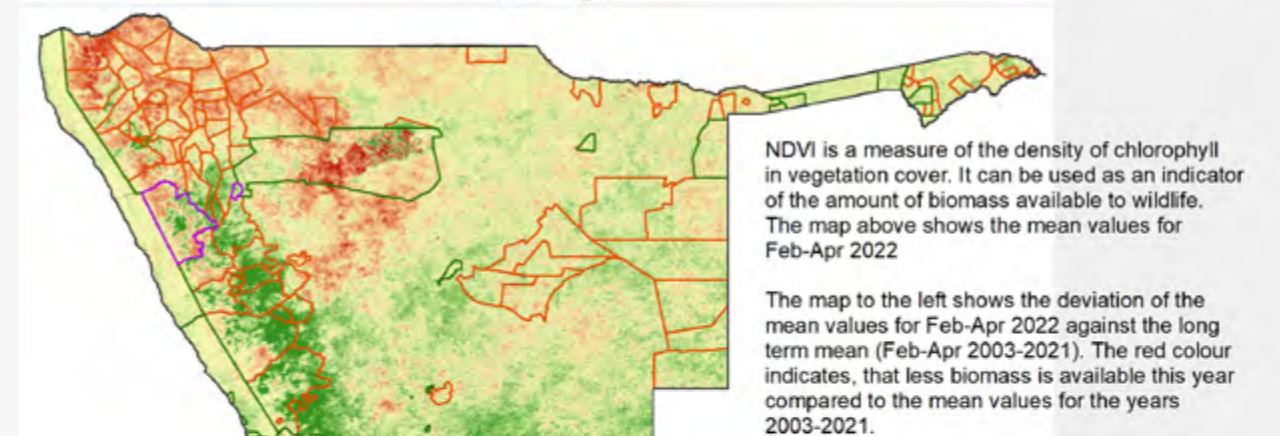 NDVI is a measure of the density of chlorophyll
in vegetation cover. It can be used as an indicator
of the amount of biomass available to wildlife.
The map above shows the mean values for
Feb-Apr 2022
The map to the left shows the deviation of the
mean values for Feb-Apr 2022 against the long
term mean (Feb-Apr 2003-2021). The red colour
indicates, that less biomass is available this year
compared to the mean values for the years
2003-2021.